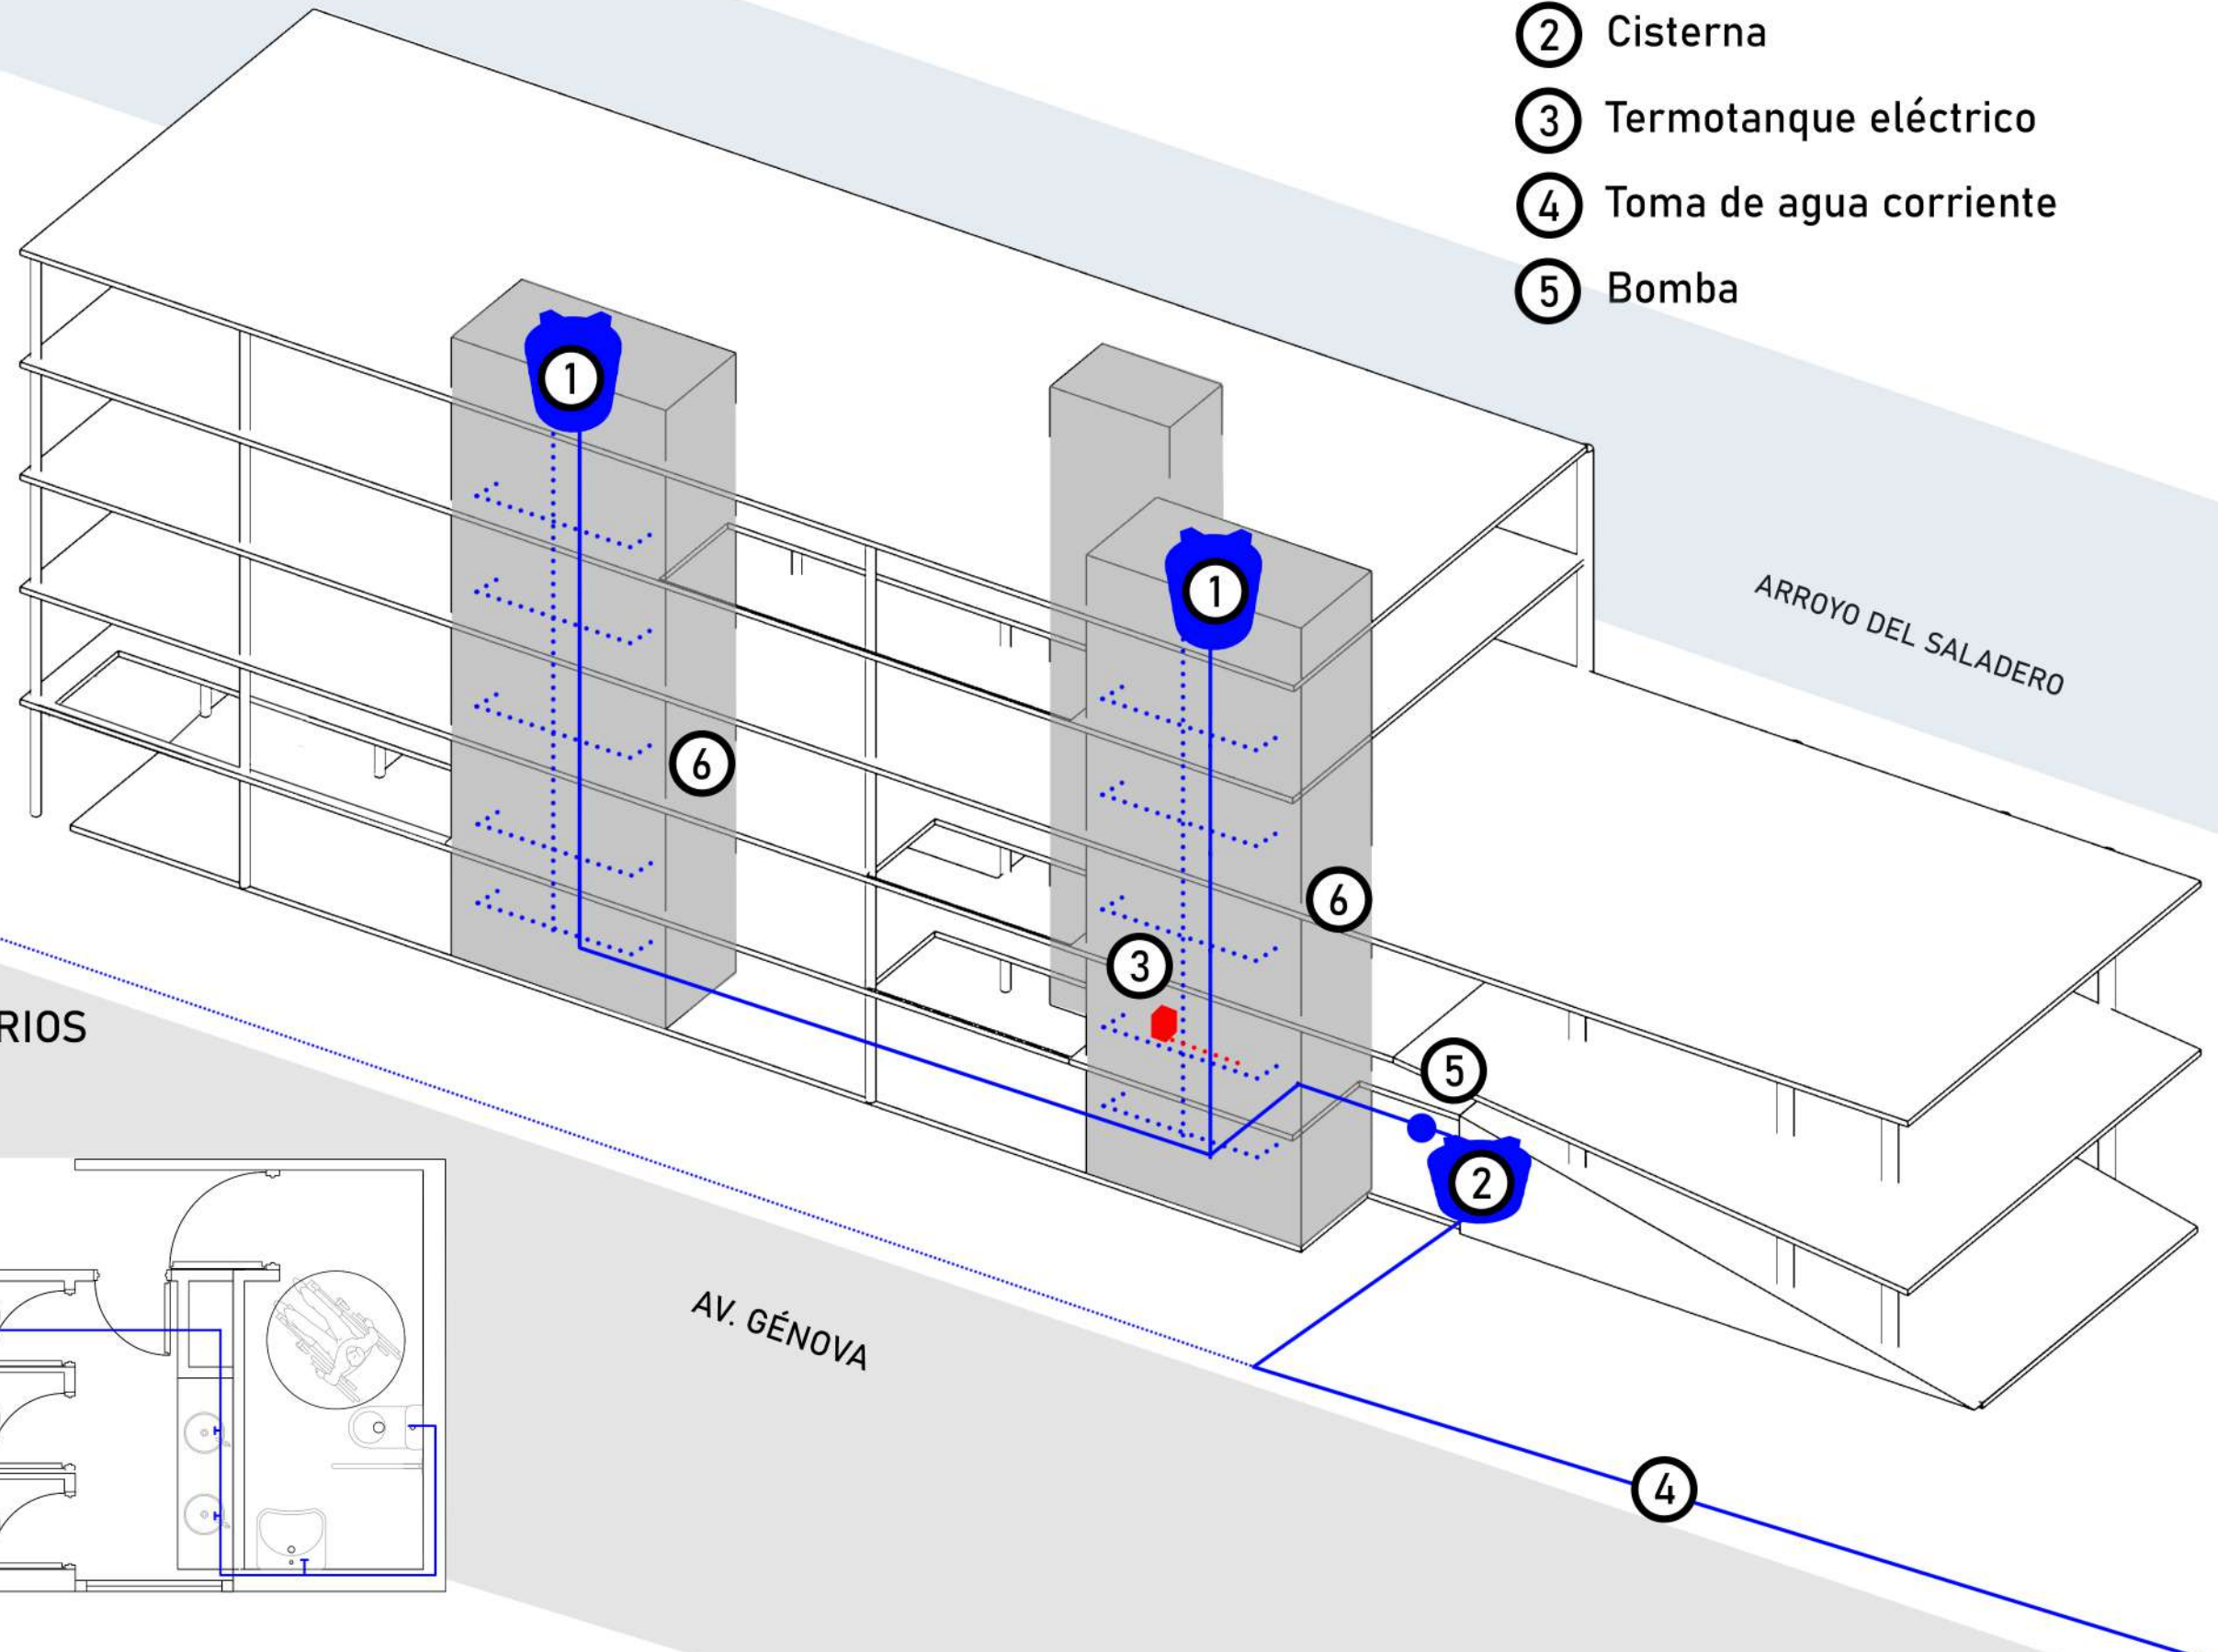 2 Cisterna
3 Termotanque eléctrico
4 Toma de agua corriente
5 Bomba
1
1
ARROYO DEL SALADERO
6
6
3
5
2
RIOS
AV. GÉNOVA
4